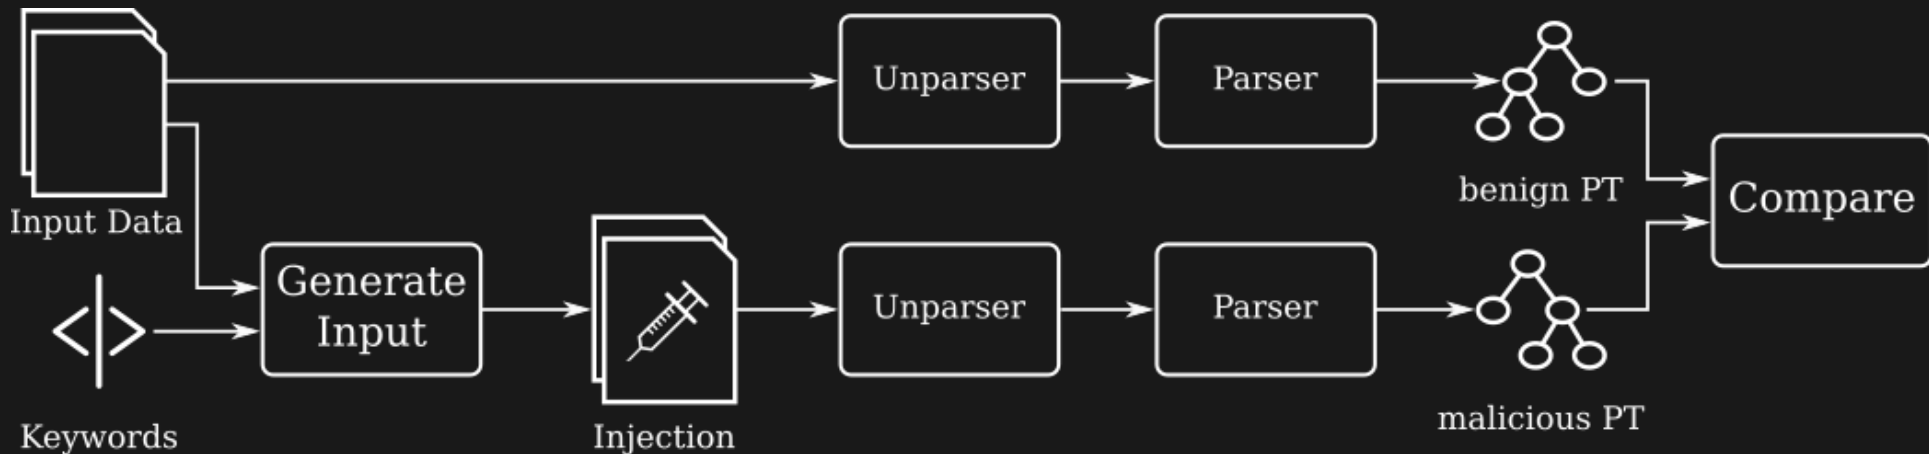 Unparser
Parser
benign PT
Compare
Input Data
Generate
Input
Unparser
Parser
malicious PT
Keywords
Injection